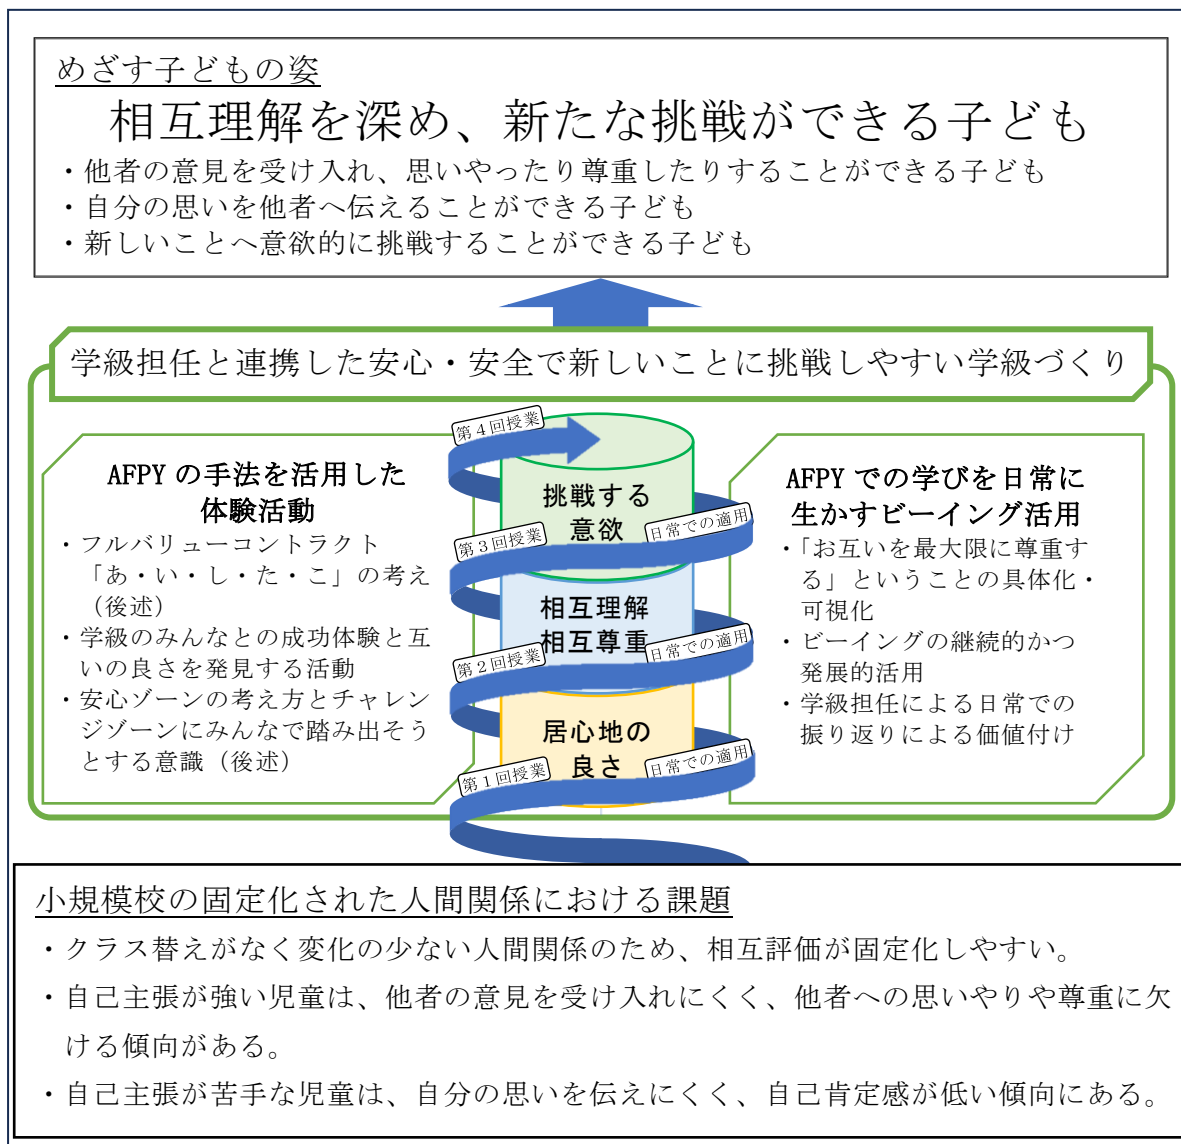 めざす子どもの姿
相互理解を深め、新たな挑戦ができる子ども
・他者の意見を受け入れ、思いやったり尊重したりすることができる子ども
・自分の思いを他者へ伝えることができる子ども
・新しいことへ意欲的に挑戦することができる子ども
学級担任と連携した安心・安全で新しいことに挑戦しやすい学級づくり
AFPYの手法を活用した
体験活動
・フルバリューコントラクト
「あ・い・し・た・こ」の考え
（後述）
・学級のみんなとの成功体験と互
いの良さを発見する活動
・安心ゾーンの考え方とチャレン
ジゾーンにみんなで踏み出そう
とする意識（後述）
第４回授業
挑戦する
意欲
日常での適用
第３回授業
相互理解
相互尊重
日常での適用
第２回授業
居心地の
良さ
日常での適用
第１回授業
AFPYでの学びを日常に
生かすビーイング活用
・「お互いを最大限に尊重す
る」ということの具体化・
可視化
・ビーイングの継続的かつ
発展的活用
・学級担任による日常での
振り返りによる価値付け
小規模校の固定化された人間関係における課題
・クラス替えがなく変化の少ない人間関係のため、相互評価が固定化しやすい。
・自己主張が強い児童は、他者の意見を受け入れにくく、他者への思いやりや尊重に欠
ける傾向がある。
・自己主張が苦手な児童は、自分の思いを伝えにくく、自己肯定感が低い傾向にある。